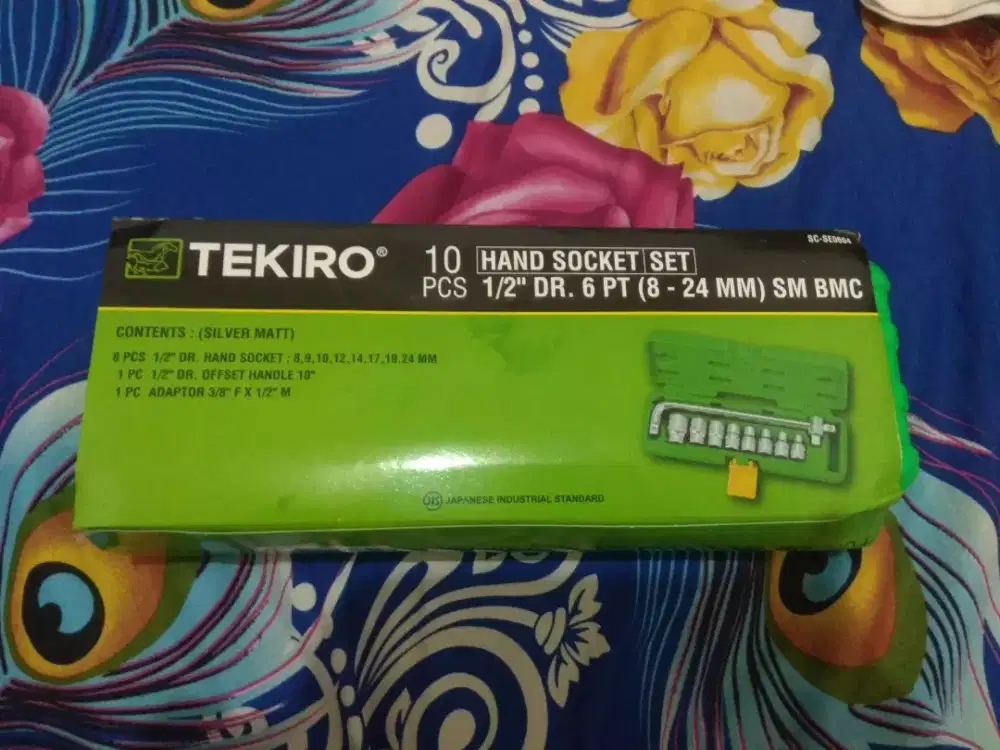 TEKIRO®
10 PCS
HAND SOCKET SET
1/2" DR. 6 PT (8 - 24 MM) SM BMC
CONTENTS : (SILVER MATT)
8 PCS 1/2" DR. HAND SOCKET : 8,9,10,12,14,17,19,24 MM
1 PC 1/2" DR. OFFSET HANDLE 10"
1 PC ADAPTOR 3/8" F X 1/2" M
JIS JAPANESE INDUSTRIAL STANDARD